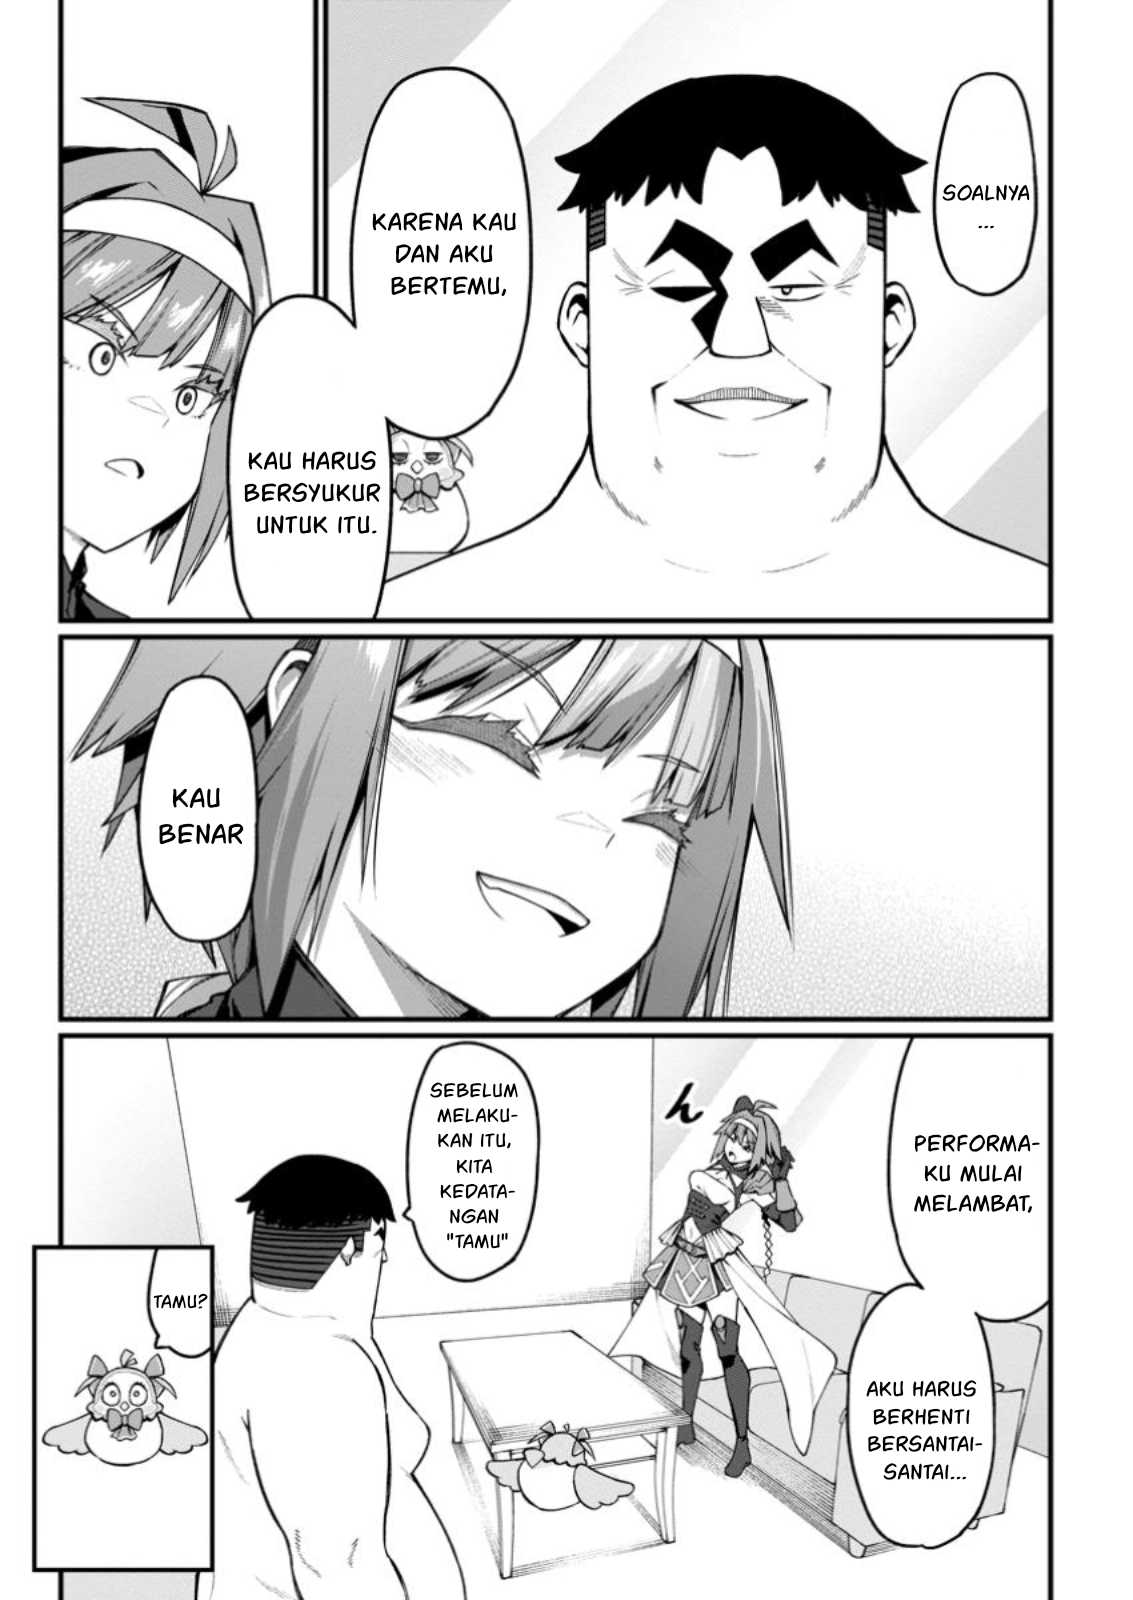 SOALNYA
...
KARENA KAU
DAN AKU
BERTEMU,
KAU HARUS
BERSYUKUR
UNTUK ITU.
KAU
BENAR
PERFORMA-
KU MULAI
MELAMBAT,
AKU HARUS
BERHENTI
BERSANTAI-
SANTAI...
ん
SEBELUM
MELAKU-
KAN ITU,
KITA
KEDATA-
NGAN
"TAMU"
TAMU?